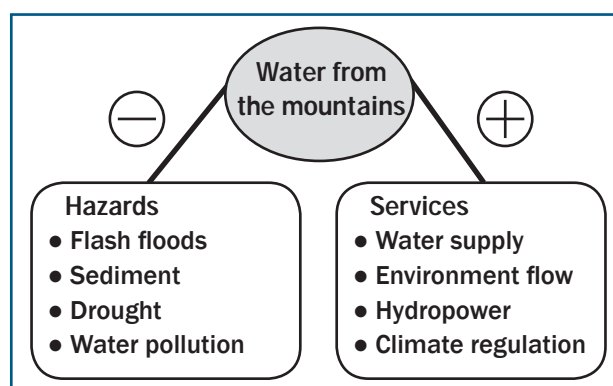 Water from
the mountains
−
+
Hazards
● Flash floods
● Sediment
● Drought
● Water pollution
Services
● Water supply
● Environment flow
● Hydropower
● Climate regulation